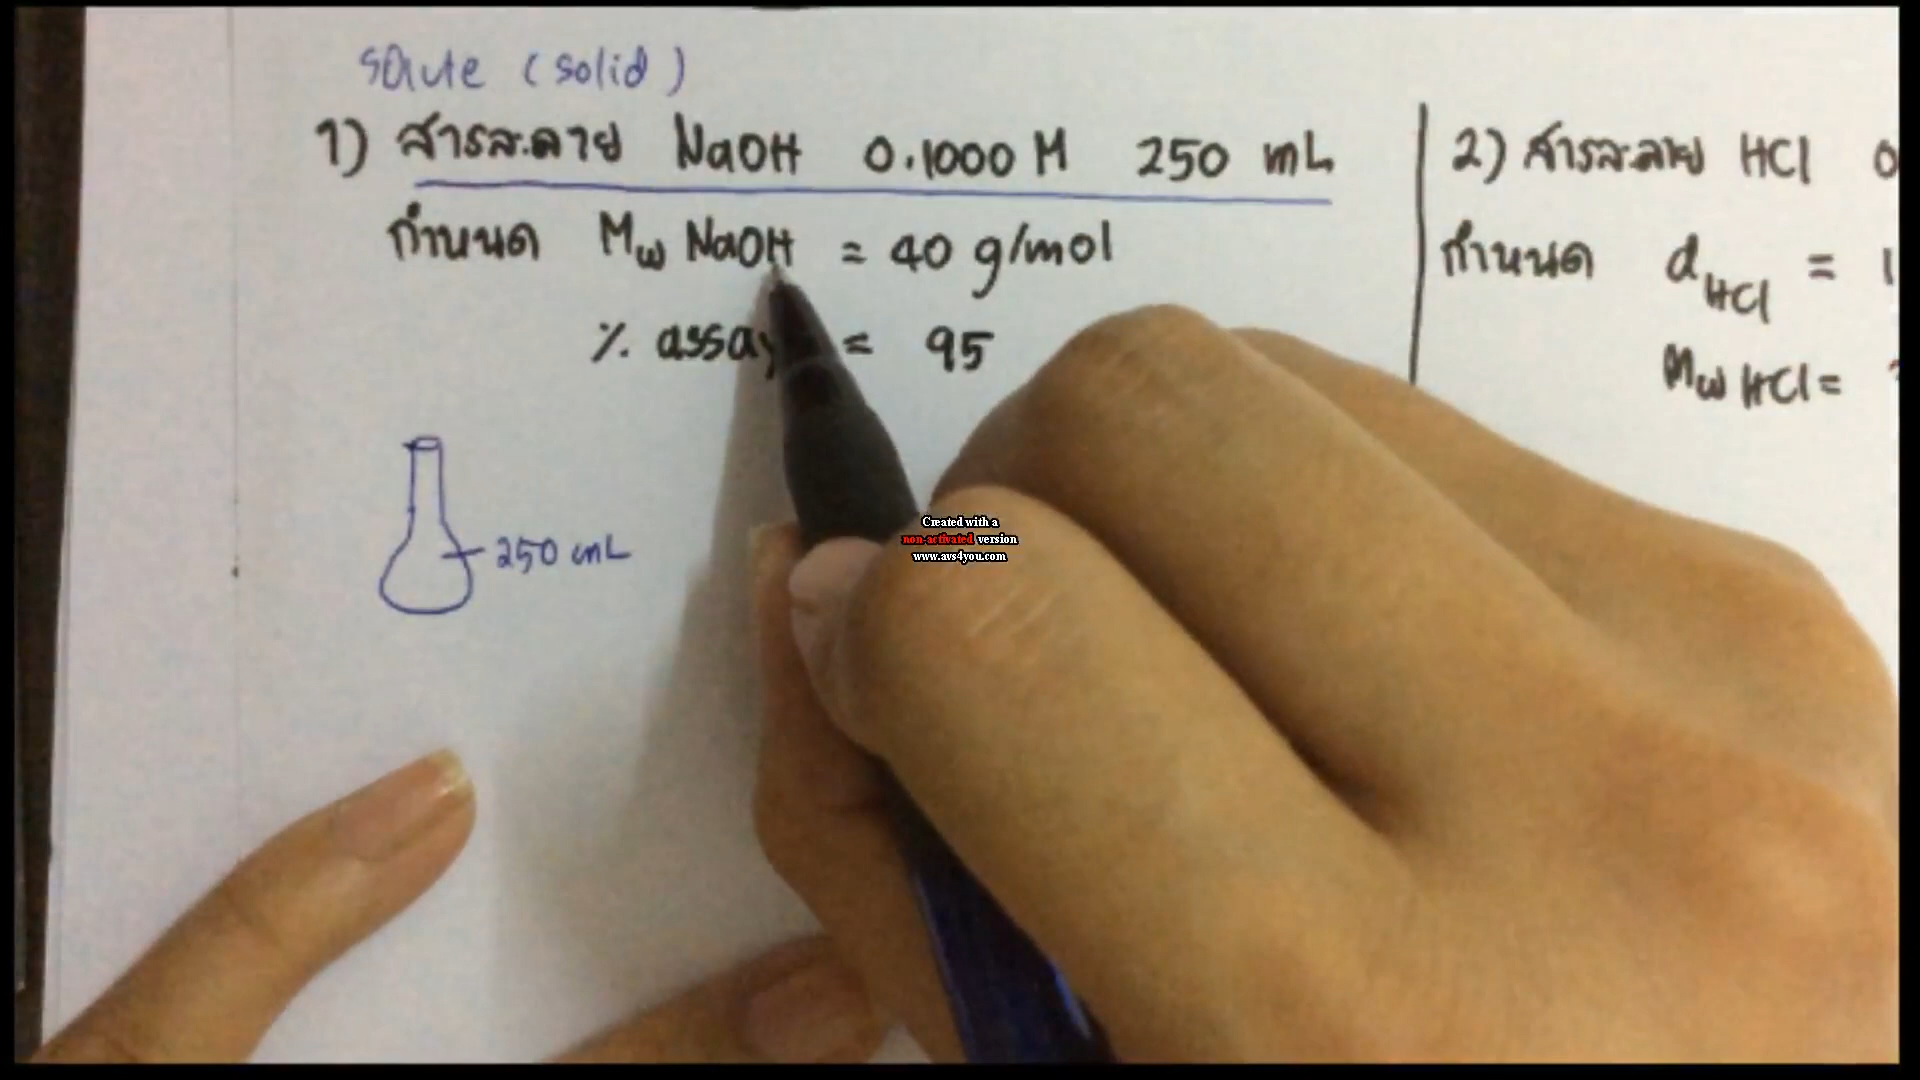 solute (solid)
1) สารละลาย NaOH 0.1000 M 250 mL
กำหนด Mw NaOH = 40 g/mol
% assay = 95
250 mL
2) สารละลาย HCl 0
กำหนด dHCl = 1
Mw HCl =
Created with a
non-activated version
www.avs4you.com